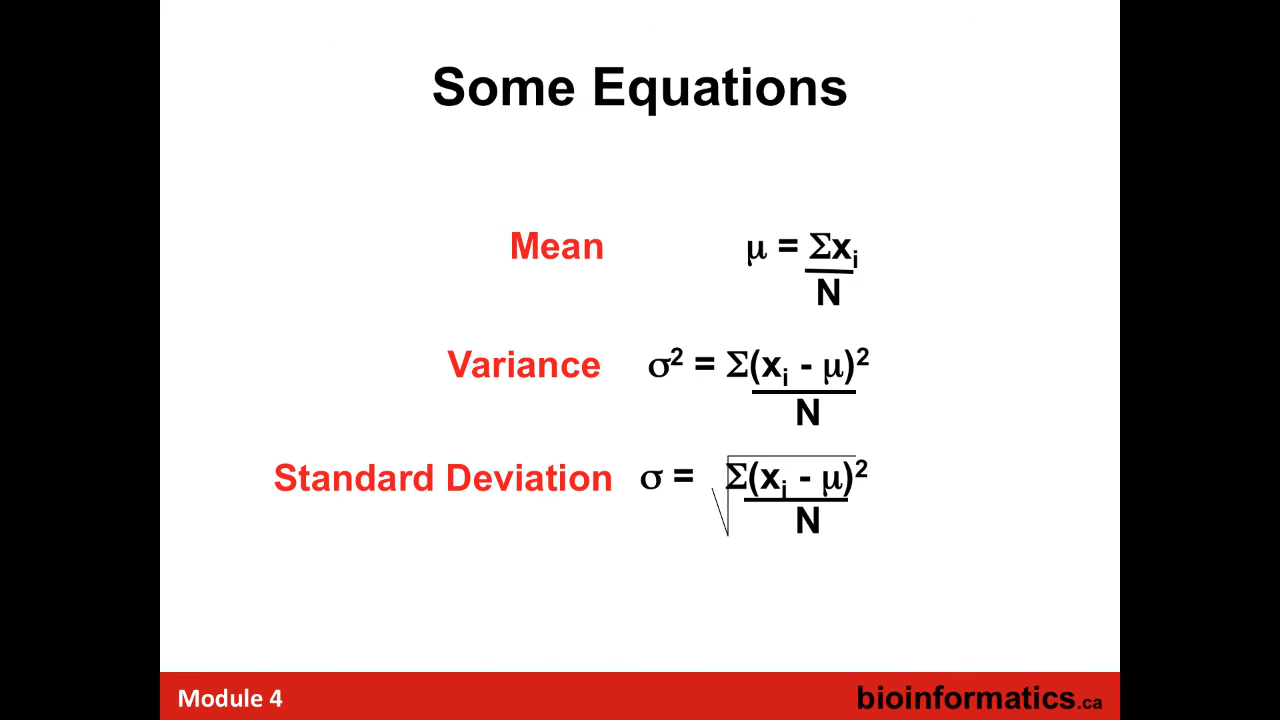 Some Equations
Mean μ = Σxᵢ
N
Variance σ² = Σ(xᵢ - μ)²
N
Standard Deviation σ = √Σ(xᵢ - μ)²
N
Module 4 bioinformatics.ca